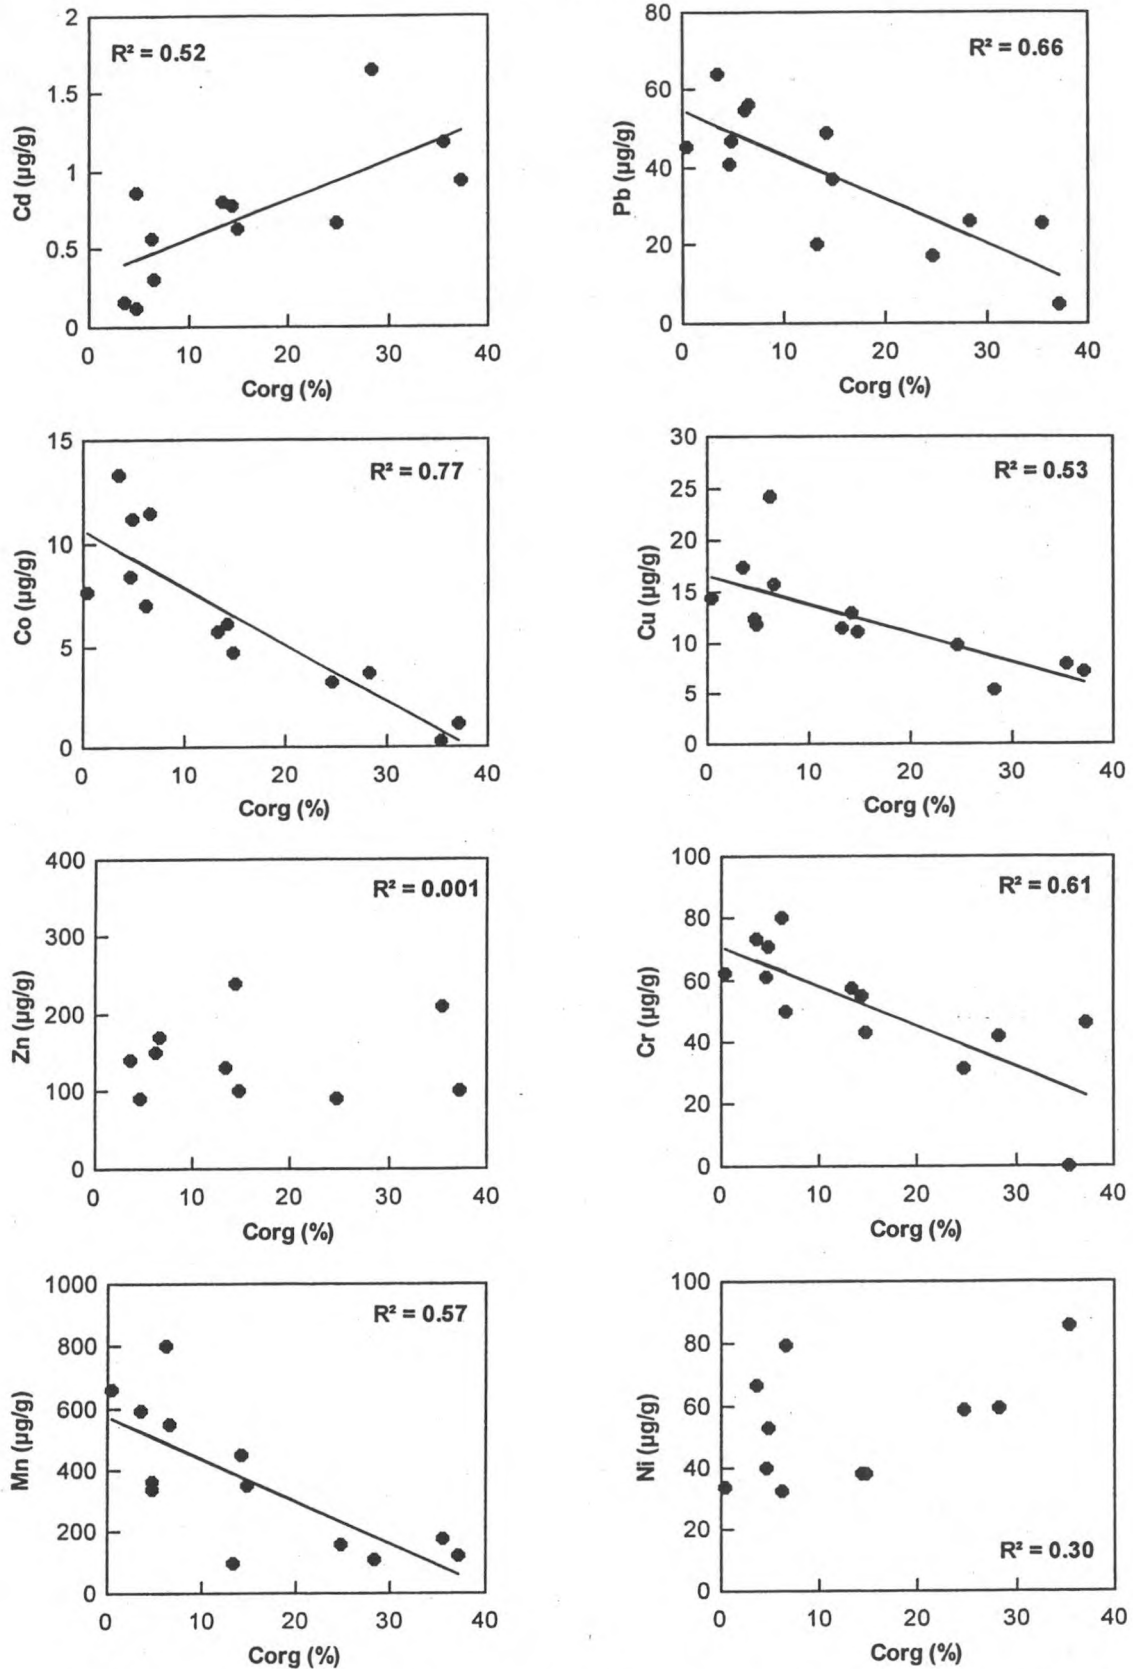 2
1.5
1
0.5
0
Cd (µg/g)
R² = 0.52
0 10 20 30 40
Corg (%)
80
60
40
20
0
Pb (µg/g)
R² = 0.66
0 10 20 30 40
Corg (%)
15
10
5
0
Co (µg/g)
R² = 0.77
0 10 20 30 40
Corg (%)
30
25
20
15
10
5
0
Cu (µg/g)
R² = 0.53
0 10 20 30 40
Corg (%)
400
300
200
100
0
Zn (µg/g)
R² = 0.001
0 10 20 30 40
Corg (%)
100
80
60
40
20
0
Cr (µg/g)
R² = 0.61
0 10 20 30 40
Corg (%)
1000
800
600
400
200
0
Mn (µg/g)
R² = 0.57
0 10 20 30 40
Corg (%)
100
80
60
40
20
0
Ni (µg/g)
R² = 0.30
0 10 20 30 40
Corg (%)